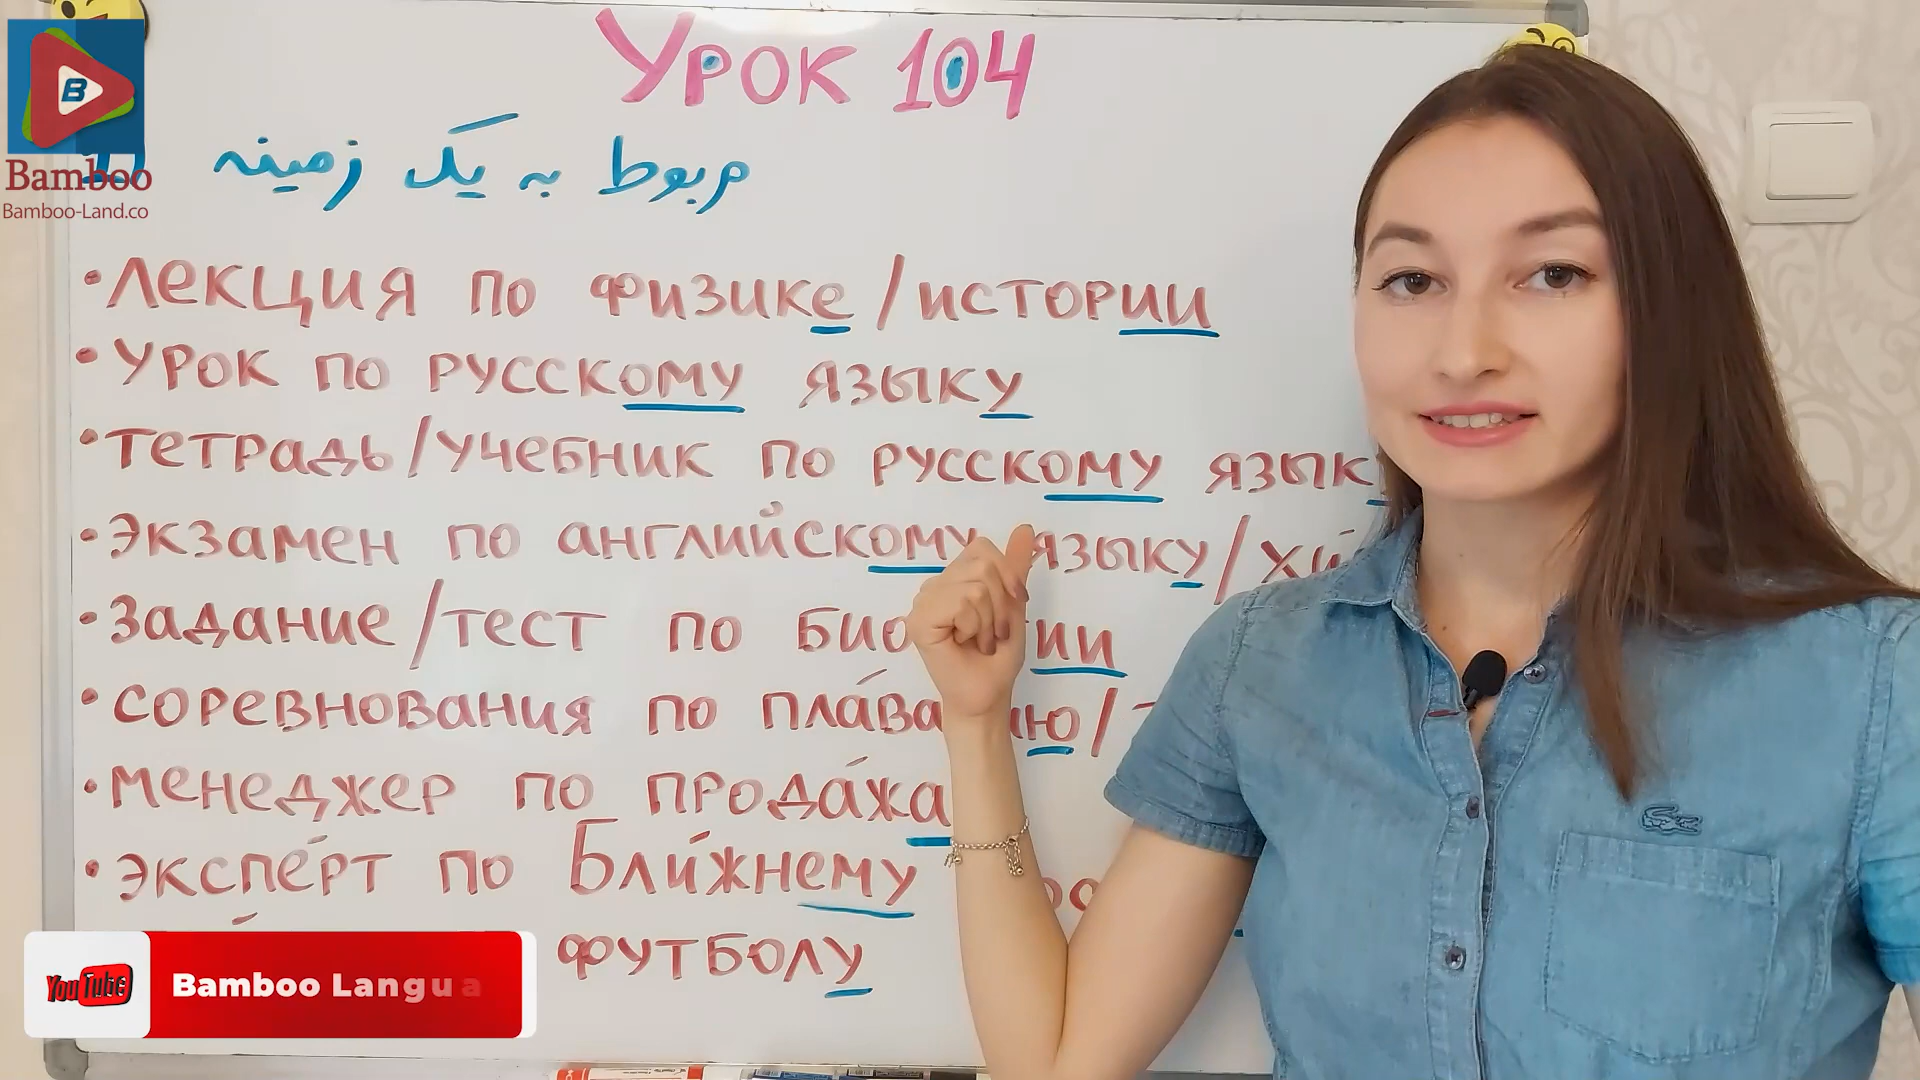 Урок 104
B
Bamboo
Bamboo-Land.co
مربوط به یک زمینه
• лекция по физике / истории
• урок по русскому языку
• тетрадь/учебник по русскому язык
• экзамен по английскому языку/
• задание/тест по
• соревнования по
• менеджер по
• эксперт по Ближнему
футболу
YouTube
Bamboo Langua